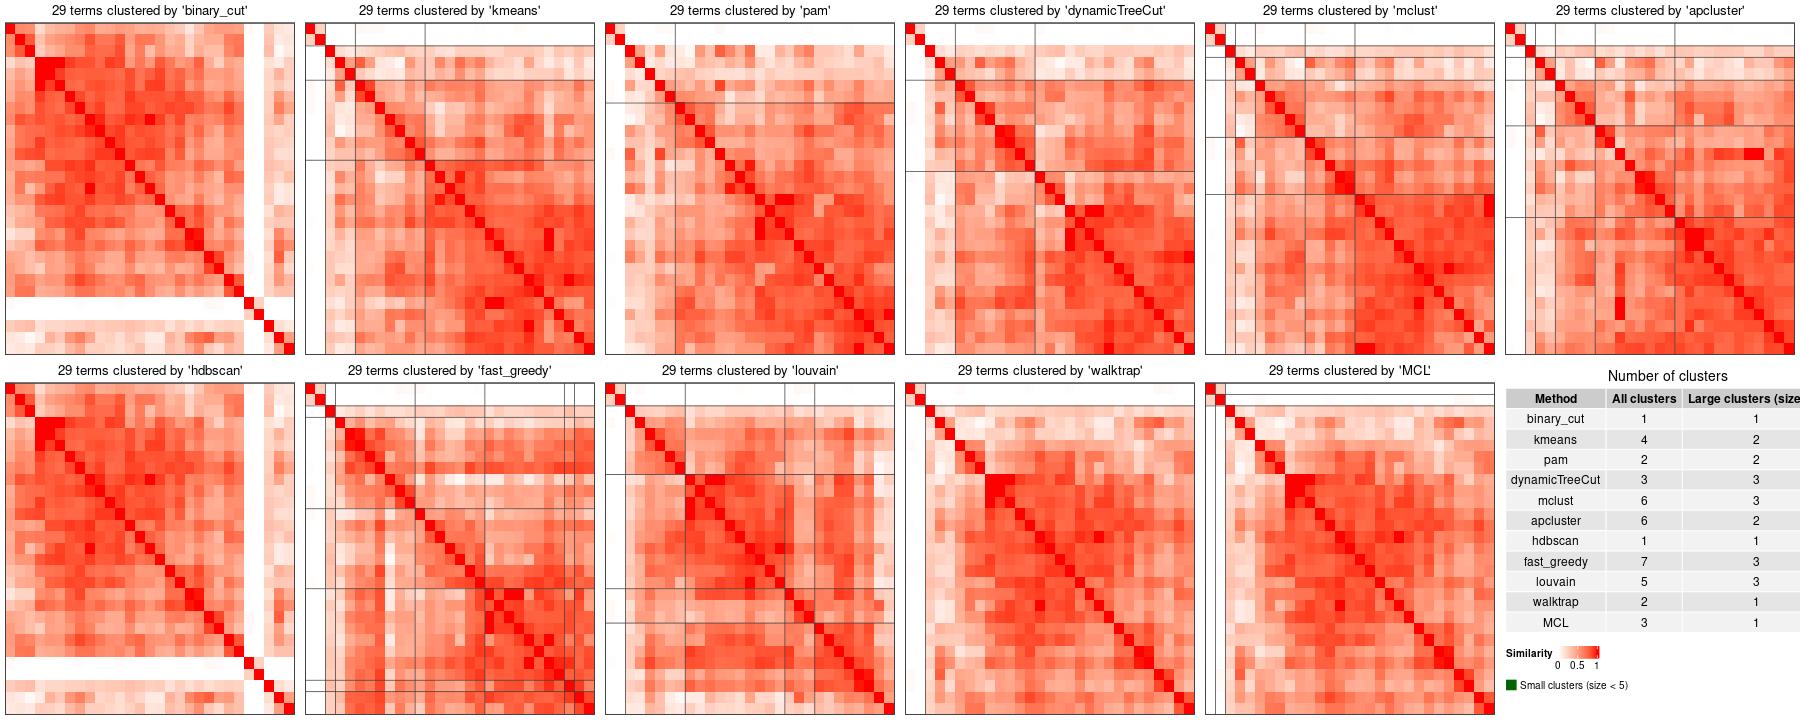 29 terms clustered by 'binary_cut'
29 terms clustered by 'kmeans'
29 terms clustered by 'pam'
29 terms clustered by 'dynamicTreeCut'
29 terms clustered by 'mclust'
29 terms clustered by 'apcluster'
29 terms clustered by 'hdbscan'
29 terms clustered by 'fast_greedy'
29 terms clustered by 'louvain'
29 terms clustered by 'walktrap'
29 terms clustered by 'MCL'
Number of clusters
Method All clusters Large clusters (size
binary_cut 1 1
kmeans 4 2
pam 2 2
dynamicTreeCut 3 3
mclust 6 3
apcluster 6 2
hdbscan 1 1
fast_greedy 7 3
louvain 5 3
walktrap 2 1
MCL 3 1
Similarity
0 0.5 1
Small clusters (size < 5)